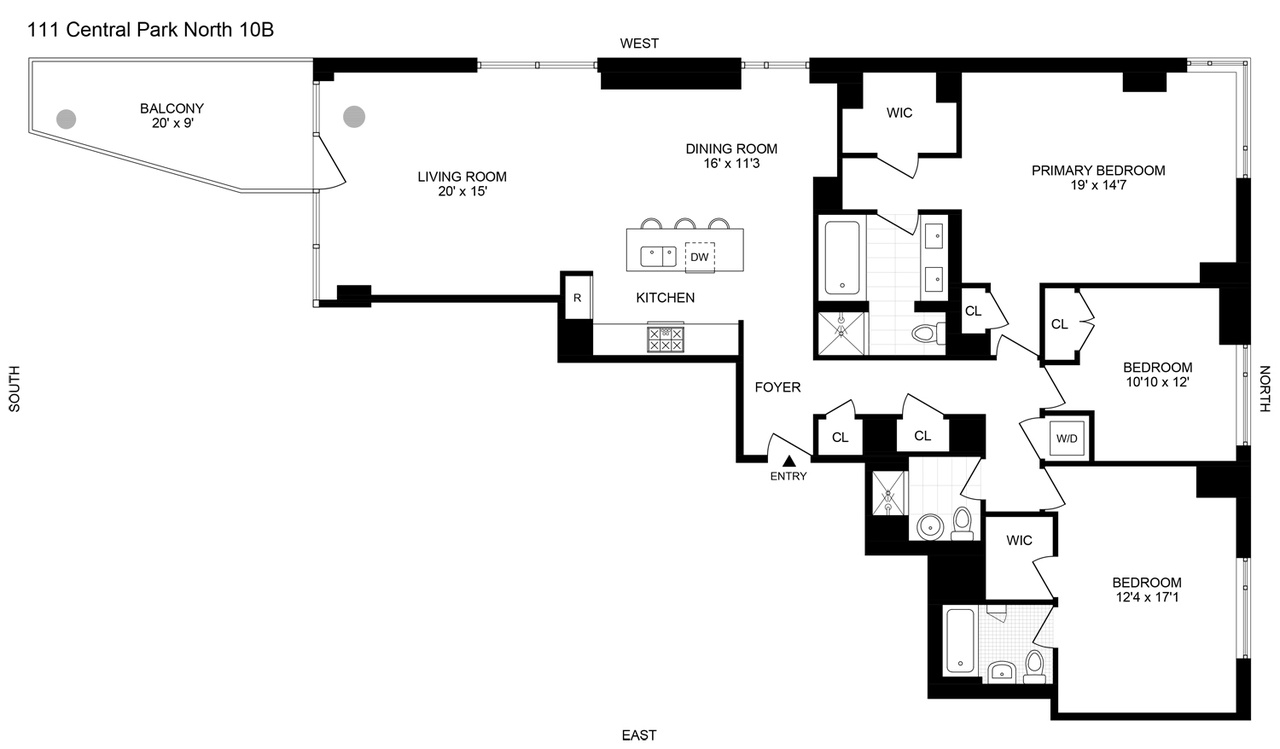 111 Central Park North 10B
WEST
BALCONY
20' x 9'
LIVING ROOM
20' x 15'
DINING ROOM
16' x 11'3
WIC
PRIMARY BEDROOM
19' x 14'7
DW
R
KITCHEN
CL
CL
BEDROOM
10'10 x 12'
SOUTH
NORTH
FOYER
CL
CL
W/D
ENTRY
WIC
BEDROOM
12'4 x 17'1
EAST